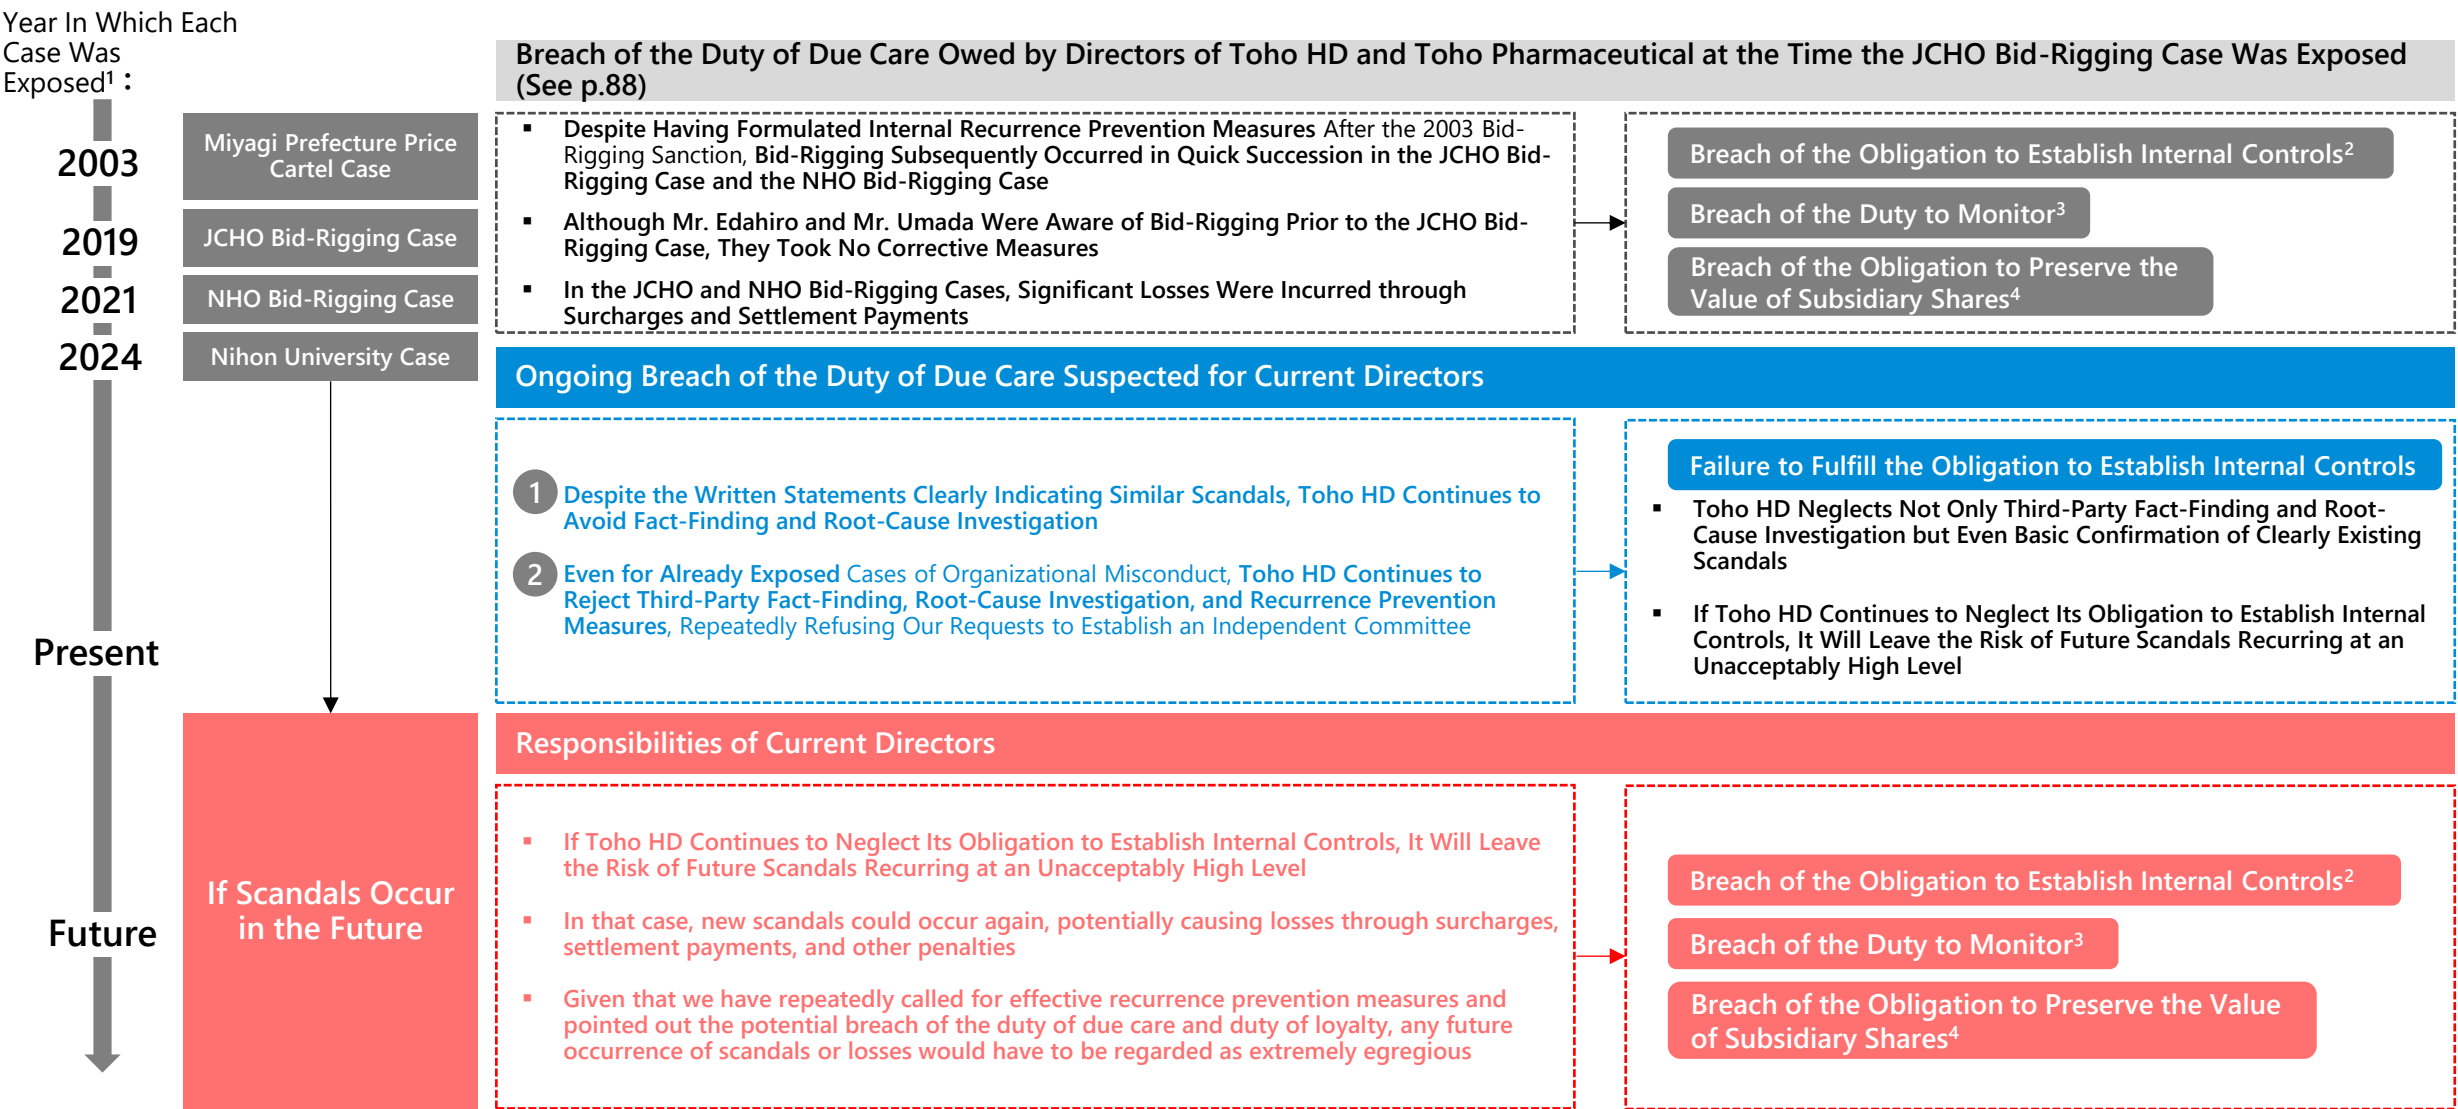 Year In Which Each
Case Was
Exposed¹ :
Breach of the Duty of Due Care Owed by Directors of Toho HD and Toho Pharmaceutical at the Time the JCHO Bid-Rigging Case Was Exposed
(See p.88)
2003
Miyagi Prefecture Price
Cartel Case
2019
JCHO Bid-Rigging Case
2021
NHO Bid-Rigging Case
2024
Nihon University Case
▪ Despite Having Formulated Internal Recurrence Prevention Measures After the 2003 Bid-
Rigging Sanction, Bid-Rigging Subsequently Occurred in Quick Succession in the JCHO Bid-
Rigging Case and the NHO Bid-Rigging Case
▪ Although Mr. Edahiro and Mr. Umada Were Aware of Bid-Rigging Prior to the JCHO Bid-
Rigging Case, They Took No Corrective Measures
▪ In the JCHO and NHO Bid-Rigging Cases, Significant Losses Were Incurred through
Surcharges and Settlement Payments
Breach of the Obligation to Establish Internal Controls²
Breach of the Duty to Monitor³
Breach of the Obligation to Preserve the
Value of Subsidiary Shares⁴
Ongoing Breach of the Duty of Due Care Suspected for Current Directors
1 Despite the Written Statements Clearly Indicating Similar Scandals, Toho HD Continues to
Avoid Fact-Finding and Root-Cause Investigation
2 Even for Already Exposed Cases of Organizational Misconduct, Toho HD Continues to
Reject Third-Party Fact-Finding, Root-Cause Investigation, and Recurrence Prevention
Measures, Repeatedly Refusing Our Requests to Establish an Independent Committee
Failure to Fulfill the Obligation to Establish Internal Controls
▪ Toho HD Neglects Not Only Third-Party Fact-Finding and Root-
Cause Investigation but Even Basic Confirmation of Clearly Existing
Scandals
▪ If Toho HD Continues to Neglect Its Obligation to Establish Internal
Controls, It Will Leave the Risk of Future Scandals Recurring at an
Unacceptably High Level
Present
Responsibilities of Current Directors
If Scandals Occur
in the Future
Future
▪ If Toho HD Continues to Neglect Its Obligation to Establish Internal Controls, It Will Leave
the Risk of Future Scandals Recurring at an Unacceptably High Level
▪ In that case, new scandals could occur again, potentially causing losses through surcharges,
settlement payments, and other penalties
▪ Given that we have repeatedly called for effective recurrence prevention measures and
pointed out the potential breach of the duty of due care and duty of loyalty, any future
occurrence of scandals or losses would have to be regarded as extremely egregious
Breach of the Obligation to Establish Internal Controls²
Breach of the Duty to Monitor³
Breach of the Obligation to Preserve the Value
of Subsidiary Shares⁴